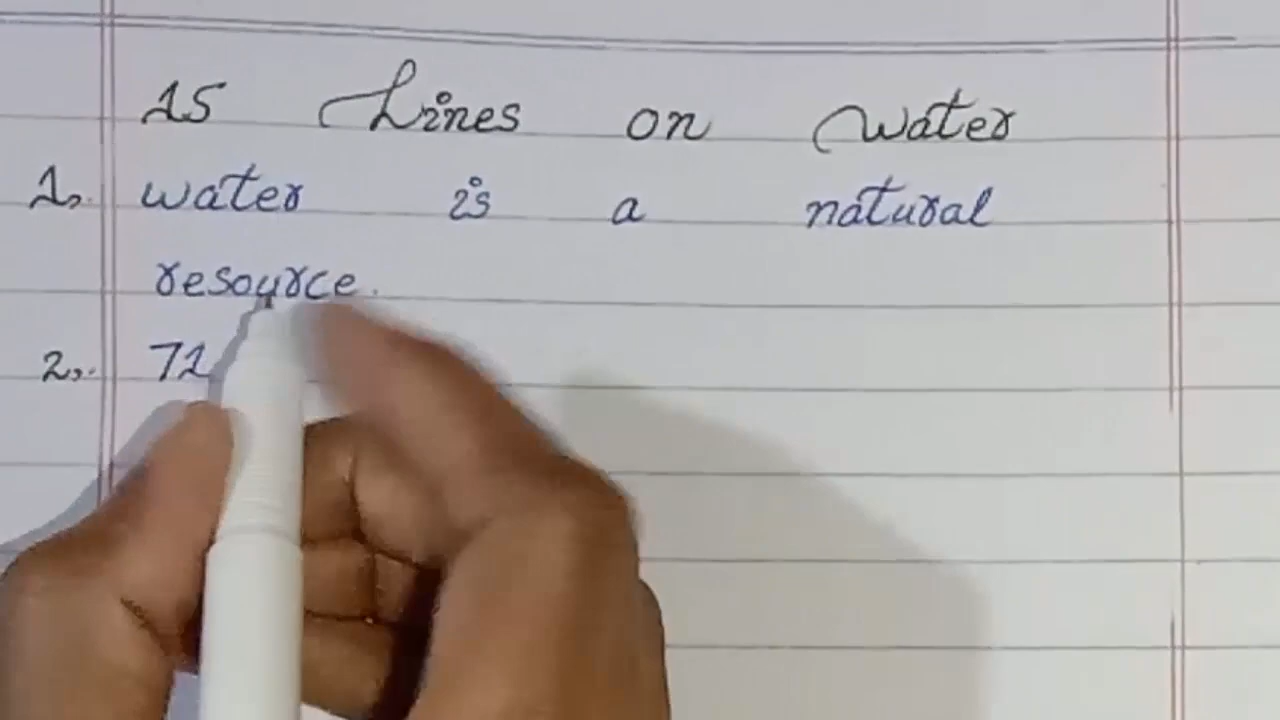 15 Lines on Water
1. water is a natural
resource.
2. 71